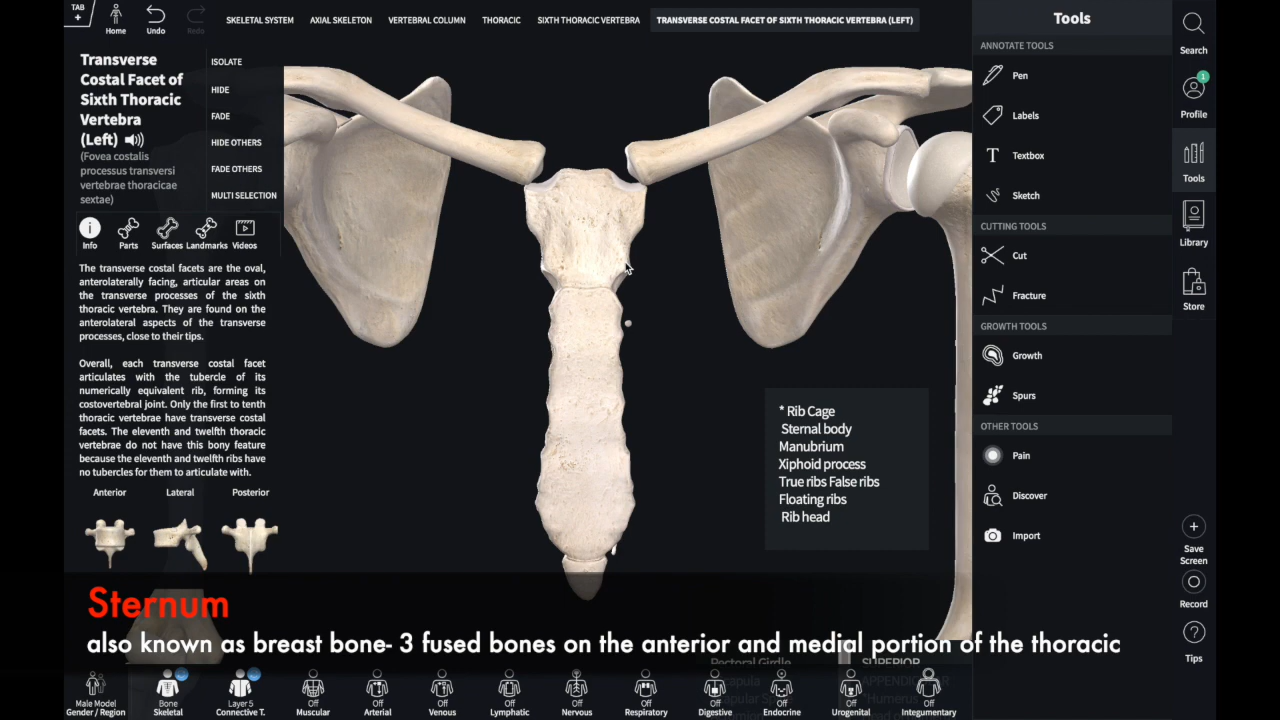 TAB
+
Home
Undo
Redo
SKELETAL SYSTEM
AXIAL SKELETON
VERTEBRAL COLUMN
THORACIC
SIXTH THORACIC VERTEBRA
TRANSVERSE COSTAL FACET OF SIXTH THORACIC VERTEBRA (LEFT)
Transverse
Costal Facet of
Sixth Thoracic
Vertebra
(Left)
(Fovea costalis
processus transversi
vertebrae thoracicae
sextae)
ISOLATE
HIDE
FADE
HIDE OTHERS
FADE OTHERS
MULTI SELECTION
Info
Parts
Surfaces
Landmarks
Videos
The transverse costal facets are the oval,
anterolaterally facing, articular areas on
the transverse processes of the sixth
thoracic vertebra. They are found on the
anterolateral aspects of the transverse
processes, close to their tips.
Overall, each transverse costal facet
articulates with the tubercle of its
numerically equivalent rib, forming its
costovertebral joint. Only the first to tenth
thoracic vertebrae have transverse costal
facets. The eleventh and twelfth thoracic
vertebrae do not have this bony feature
because the eleventh and twelfth ribs have
no tubercles for them to articulate with.
Anterior
Lateral
Posterior
* Rib Cage
Sternal body
Manubrium
Xiphoid process
True ribs False ribs
Floating ribs
Rib head
Tools
ANNOTATE TOOLS
Pen
Labels
Textbox
Sketch
CUTTING TOOLS
Cut
Fracture
GROWTH TOOLS
Growth
Spurs
OTHER TOOLS
Pain
Discover
Import
Search
1
Profile
Tools
Library
Store
Save
Screen
Record
Tips
Sternum
also known as breast bone- 3 fused bones on the anterior and medial portion of the thoracic
Pectoral Girdle
SUPERIOR
Male Model
Gender / Region
Bone
Skeletal
Layer 5
Connective T.
Off
Muscular
Off
Arterial
Off
Venous
Off
Lymphatic
Off
Nervous
Off
Respiratory
Off
Digestive
Off
Endocrine
Off
Urogenital
Off
Integumentary